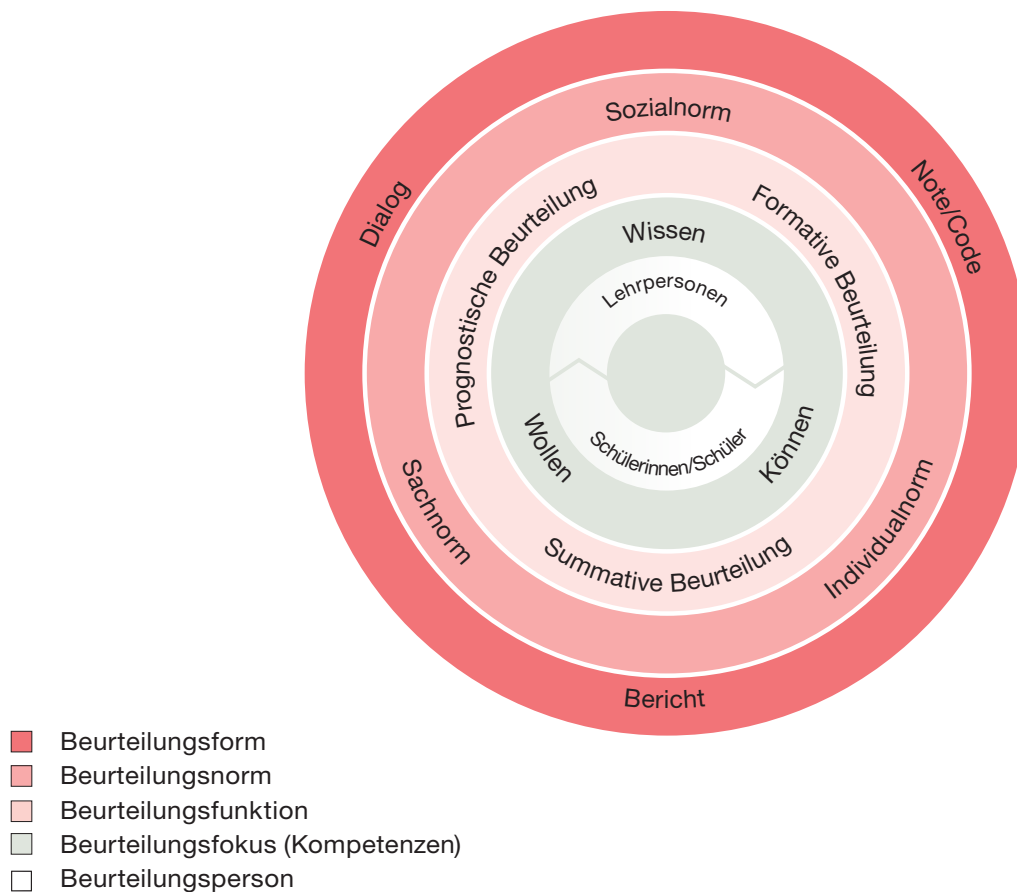 Sozialnorm
Dialog
Note/Code
Prognostische Beurteilung
Formative Beurteilung
Wissen
Lehrpersonen
Schülerinnen/Schüler
Wollen
Können
Sachnorm
Summative Beurteilung
Individualnorm
Bericht
Beurteilungsform
Beurteilungsnorm
Beurteilungsfunktion
Beurteilungsfokus (Kompetenzen)
Beurteilungsperson